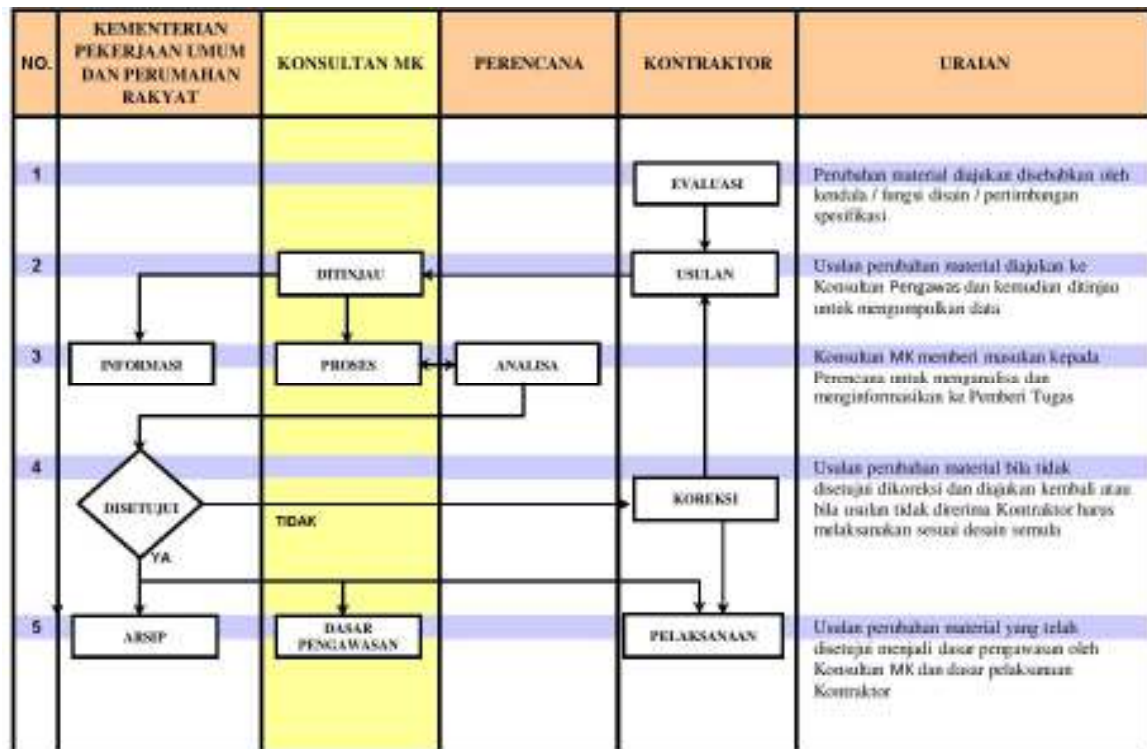 NO.
KEMENTERIAN
PEKERJAAN UMUM
DAN PERUMAHAN
RAKYAT
KONSULTAN MK
PERENCANA
KONTRAKTOR
URAIAN
1
EVALUASI
Perubahan material diajukan disebabkan oleh
kendala / fungsi disain / pertimbangan
spesifikasi
2
DITINJAU
USULAN
Usulan perubahan material diajukan ke
Konsultan Pengawas dan kemudian ditinjau
untuk mengumpulkan data
3
INFORMASI
PROSES
ANALISA
Konsultan MK memberi masukan kepada
Perencana untuk menganalisa dan
menginformasikan ke Pemberi Tugas
4
DISETUJUI
TIDAK
YA
KOREKSI
Usulan perubahan material bila tidak
disetujui dikoreksi dan diajukan kembali atau
bila usulan tidak direrima Kontraktor harus
melaksanakan sesuai desain semula
5
ARSIP
DASAR
PENGAWASAN
PELAKSANAAN
Usulan perubahan material yang telah
disetujui menjadi dasar pengawasan oleh
Konsultan MK dan dasar pelaksanaan
Kontraktor